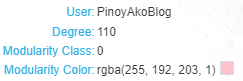 User: PinoyAkoBlog
Degree: 110
Modularity Class: 0
Modularity Color: rgba(255, 192, 203, 1)